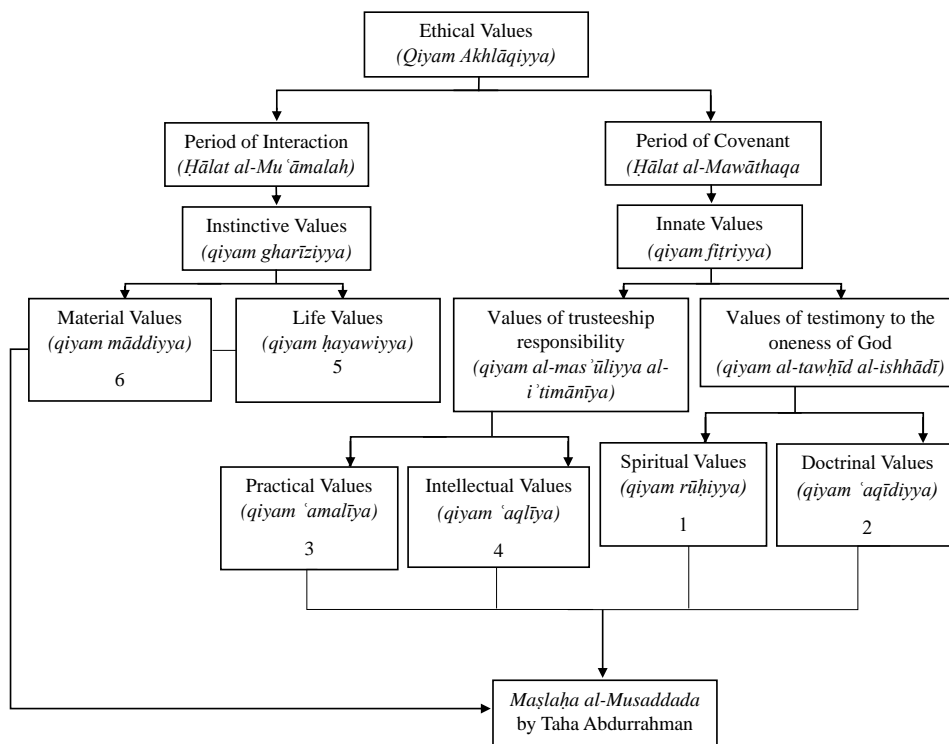 Ethical Values
(Qiyam Akhlāqiyya)
Period of Interaction
(Ḥālat al-Mu ʿāmalah)
Period of Covenant
(Ḥālat al-Mawāthaqa
Instinctive Values
(qiyam gharīziyya)
Innate Values
(qiyam fiṭriyya)
Material Values
(qiyam māddiyya)
6
Life Values
(qiyam ḥayawiyya)
5
Values of trusteeship
responsibility
(qiyam al-masʾūliyya al-
iʾtimānīya)
Values of testimony to the
oneness of God
(qiyam al-tawḥīd al-ishhādī)
Practical Values
(qiyam ʿamalīya)
3
Intellectual Values
(qiyam ʿaqlīya)
4
Spiritual Values
(qiyam rūḥiyya)
1
Doctrinal Values
(qiyam ʿaqīdiyya)
2
Maṣlaḥa al-Musaddada
by Taha Abdurrahman